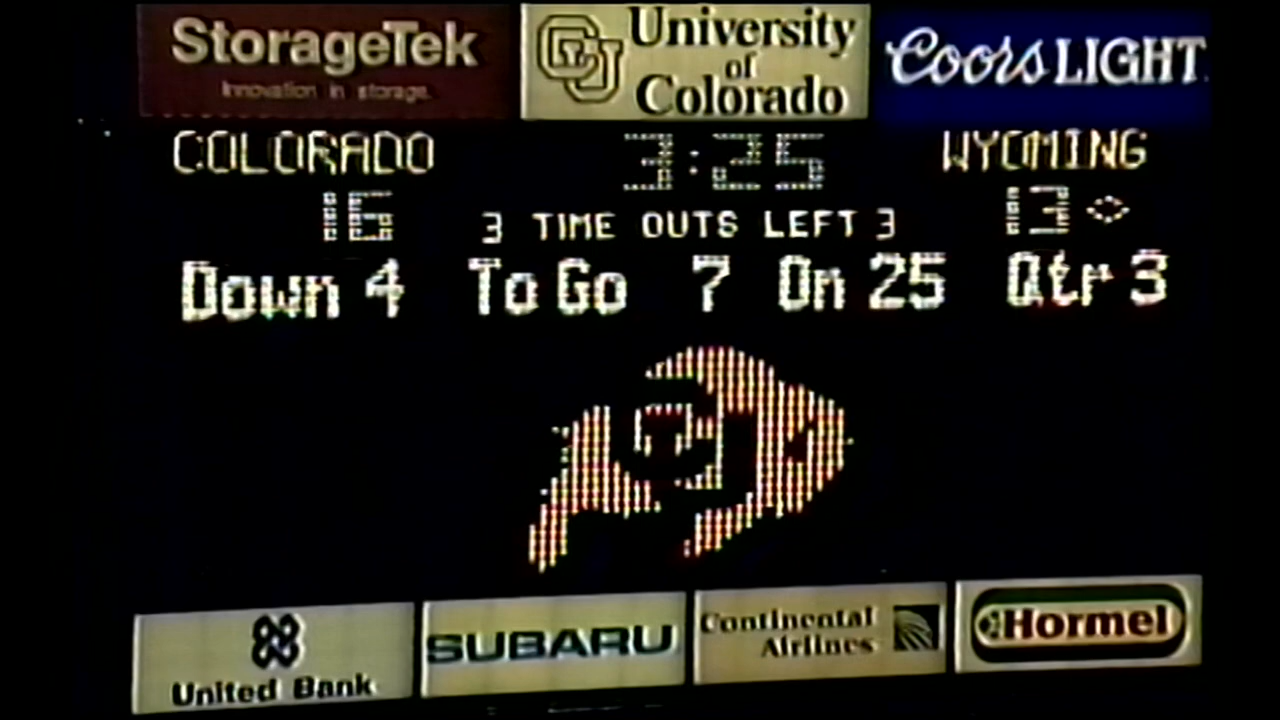 StorageTek
Innovation in storage.
CU
University
of
Colorado
Coors LIGHT
COLORADO 3:25 WYOMING
16 3 TIME OUTS LEFT 3 13
Down 4 To Go 7 On 25 Qtr 3
United Bank
SUBARU
Continental
Airlines
Hormel